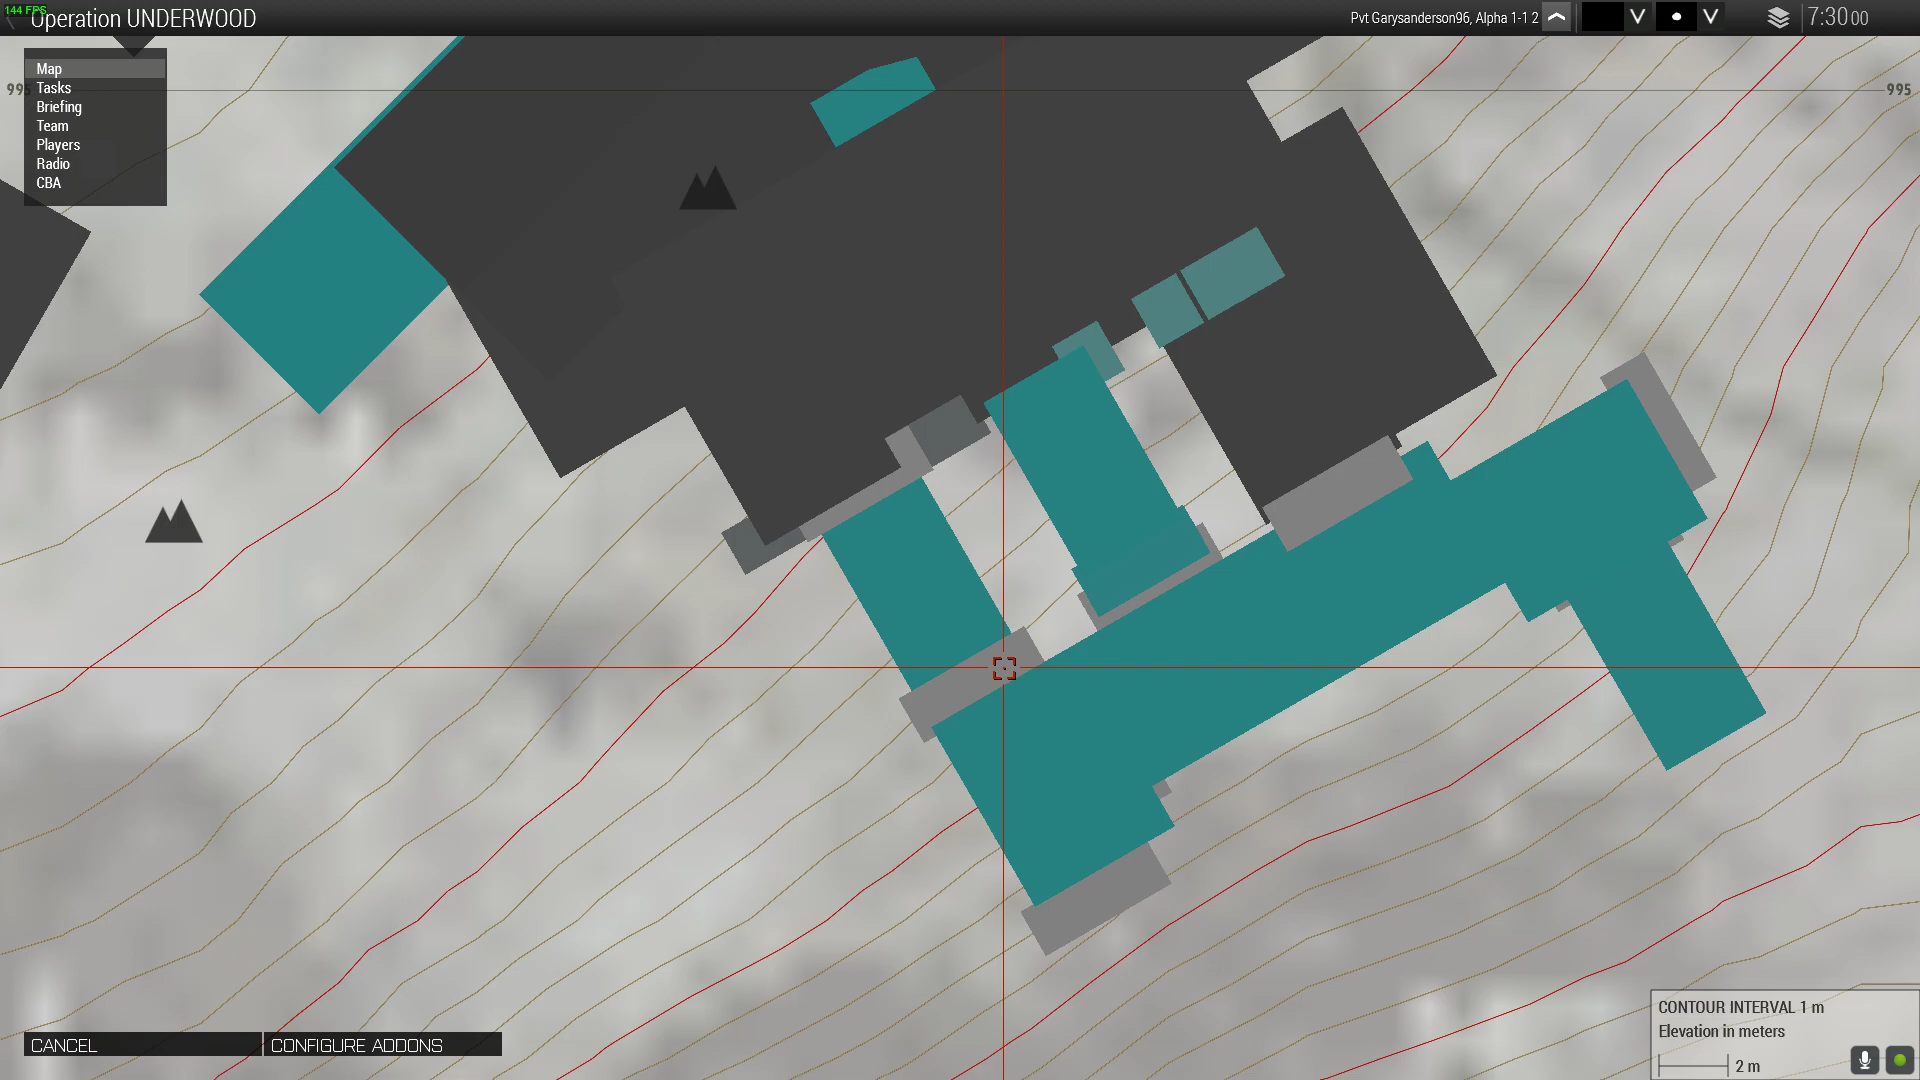 144 FPS
Operation UNDERWOOD
Pvt Garysanderson96, Alpha 1-1 2
7:30 00
995
995
Map
Tasks
Briefing
Team
Players
Radio
CBA
CONTOUR INTERVAL 1 m
Elevation in meters
2 m
CANCEL
CONFIGURE ADDONS